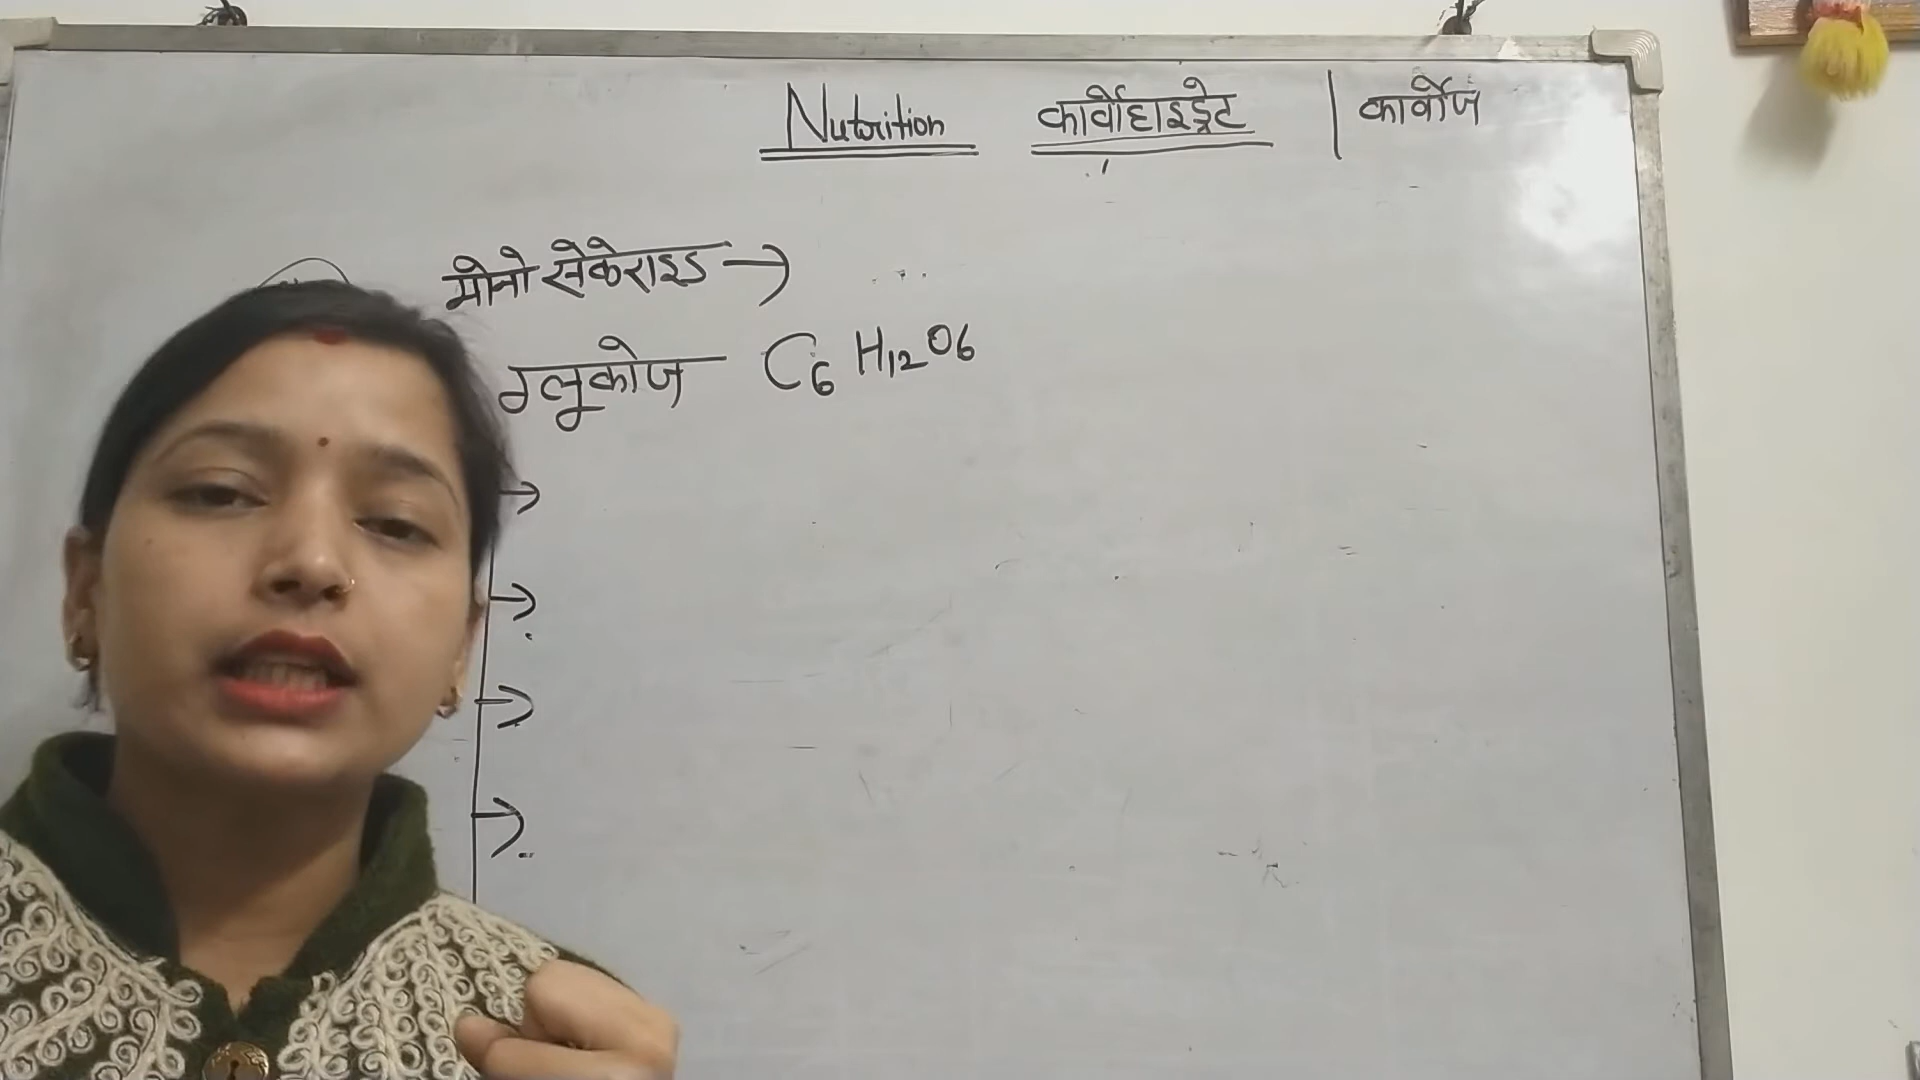 Nutrition कार्वोहाइड्रेट | कार्वोज
मोनो सेकेराइड →
ग्लूकोज C6 H12 O6